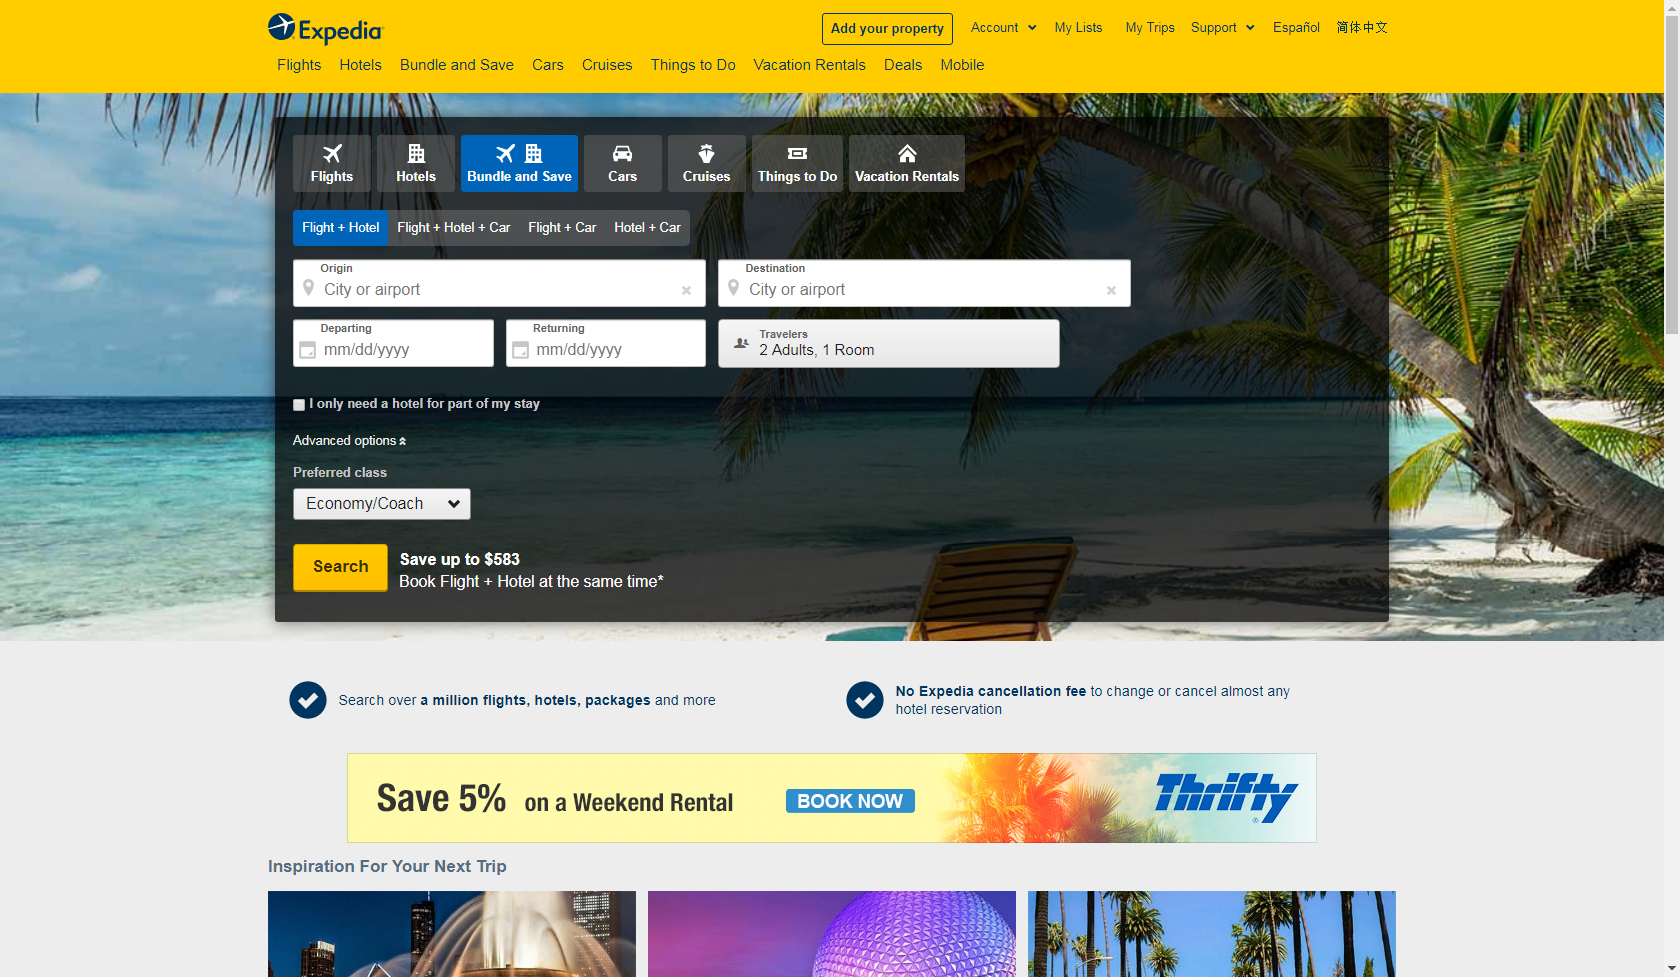 Expedia
Add your property
Account
My Lists
My Trips
Support
Español
简体中文
Flights
Hotels
Bundle and Save
Cars
Cruises
Things to Do
Vacation Rentals
Deals
Mobile
Flights
Hotels
Bundle and Save
Cars
Cruises
Things to Do
Vacation Rentals
Flight + Hotel
Flight + Hotel + Car
Flight + Car
Hotel + Car
Origin
City or airport
Destination
City or airport
Departing
mm/dd/yyyy
Returning
mm/dd/yyyy
Travelers
2 Adults, 1 Room
I only need a hotel for part of my stay
Advanced options
Preferred class
Economy/Coach
Search
Save up to $583
Book Flight + Hotel at the same time*
Search over a million flights, hotels, packages and more
No Expedia cancellation fee to change or cancel almost any
hotel reservation
Save 5% on a Weekend Rental
BOOK NOW
Thrifty
Inspiration For Your Next Trip